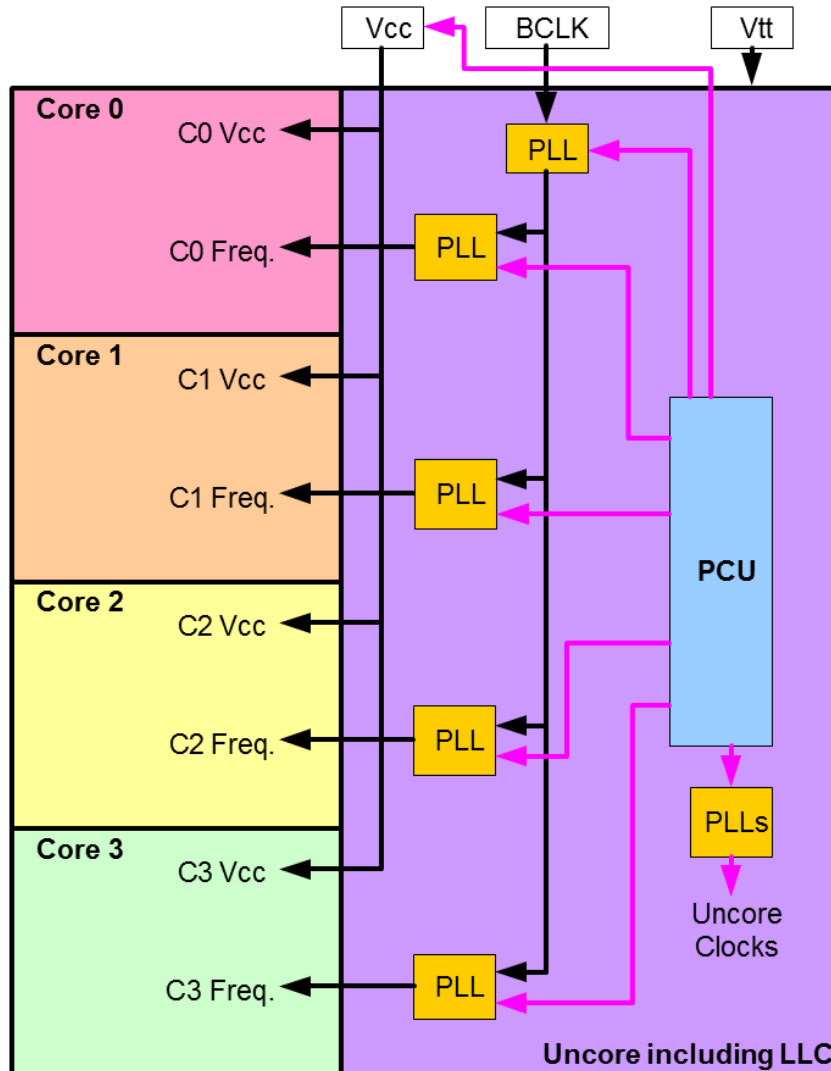 Vcc
BCLK
Vtt
Core 0
C0 Vcc
PLL
C0 Freq.
PLL
Core 1
C1 Vcc
C1 Freq.
PLL
PCU
Core 2
C2 Vcc
C2 Freq.
PLL
PLLs
Core 3
C3 Vcc
Uncore
Clocks
C3 Freq.
PLL
Uncore including LLC